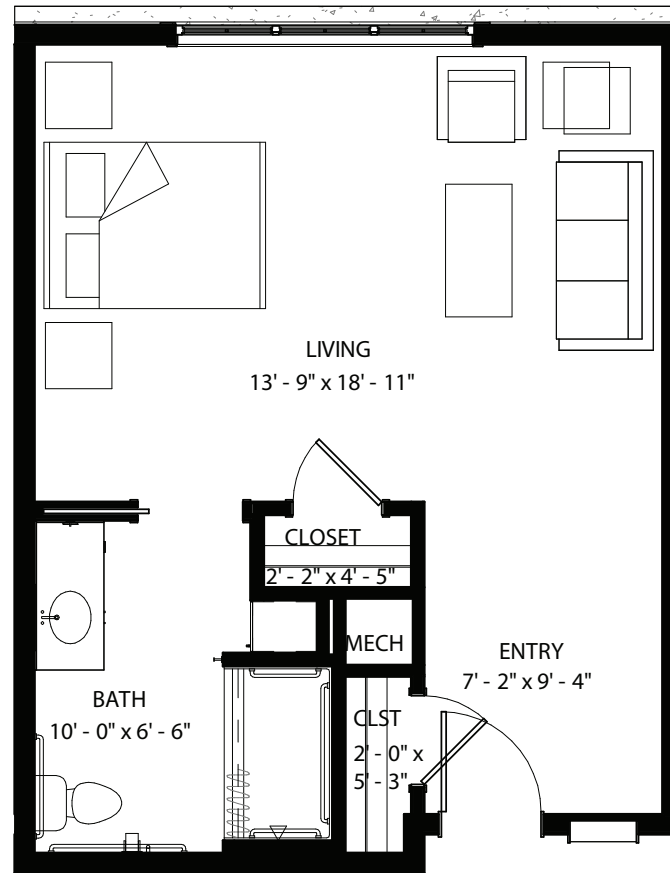 LIVING
13' - 9" x 18' - 11"
CLOSET
2' - 2" x 4' - 5"
MECH
ENTRY
7' - 2" x 9' - 4"
BATH
10' - 0" x 6' - 6"
CLST
2' - 0" x
5' - 3"